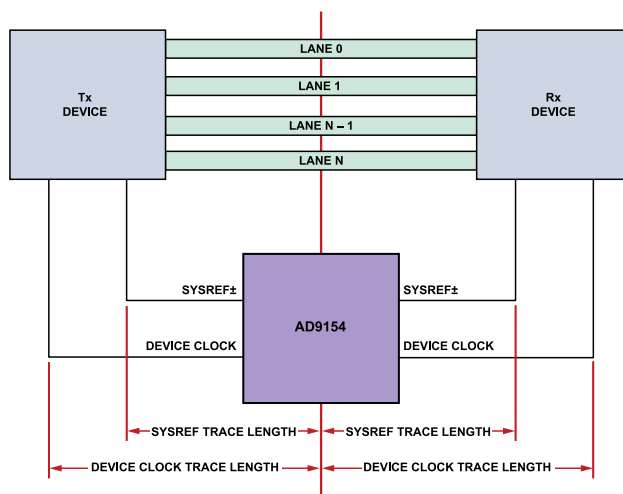 LANE 0
Tx
DEVICE
LANE 1
Rx
DEVICE
LANE N – 1
LANE N
SYSREF±
SYSREF±
AD9154
DEVICE CLOCK
DEVICE CLOCK
SYSREF TRACE LENGTH
SYSREF TRACE LENGTH
DEVICE CLOCK TRACE LENGTH
DEVICE CLOCK TRACE LENGTH